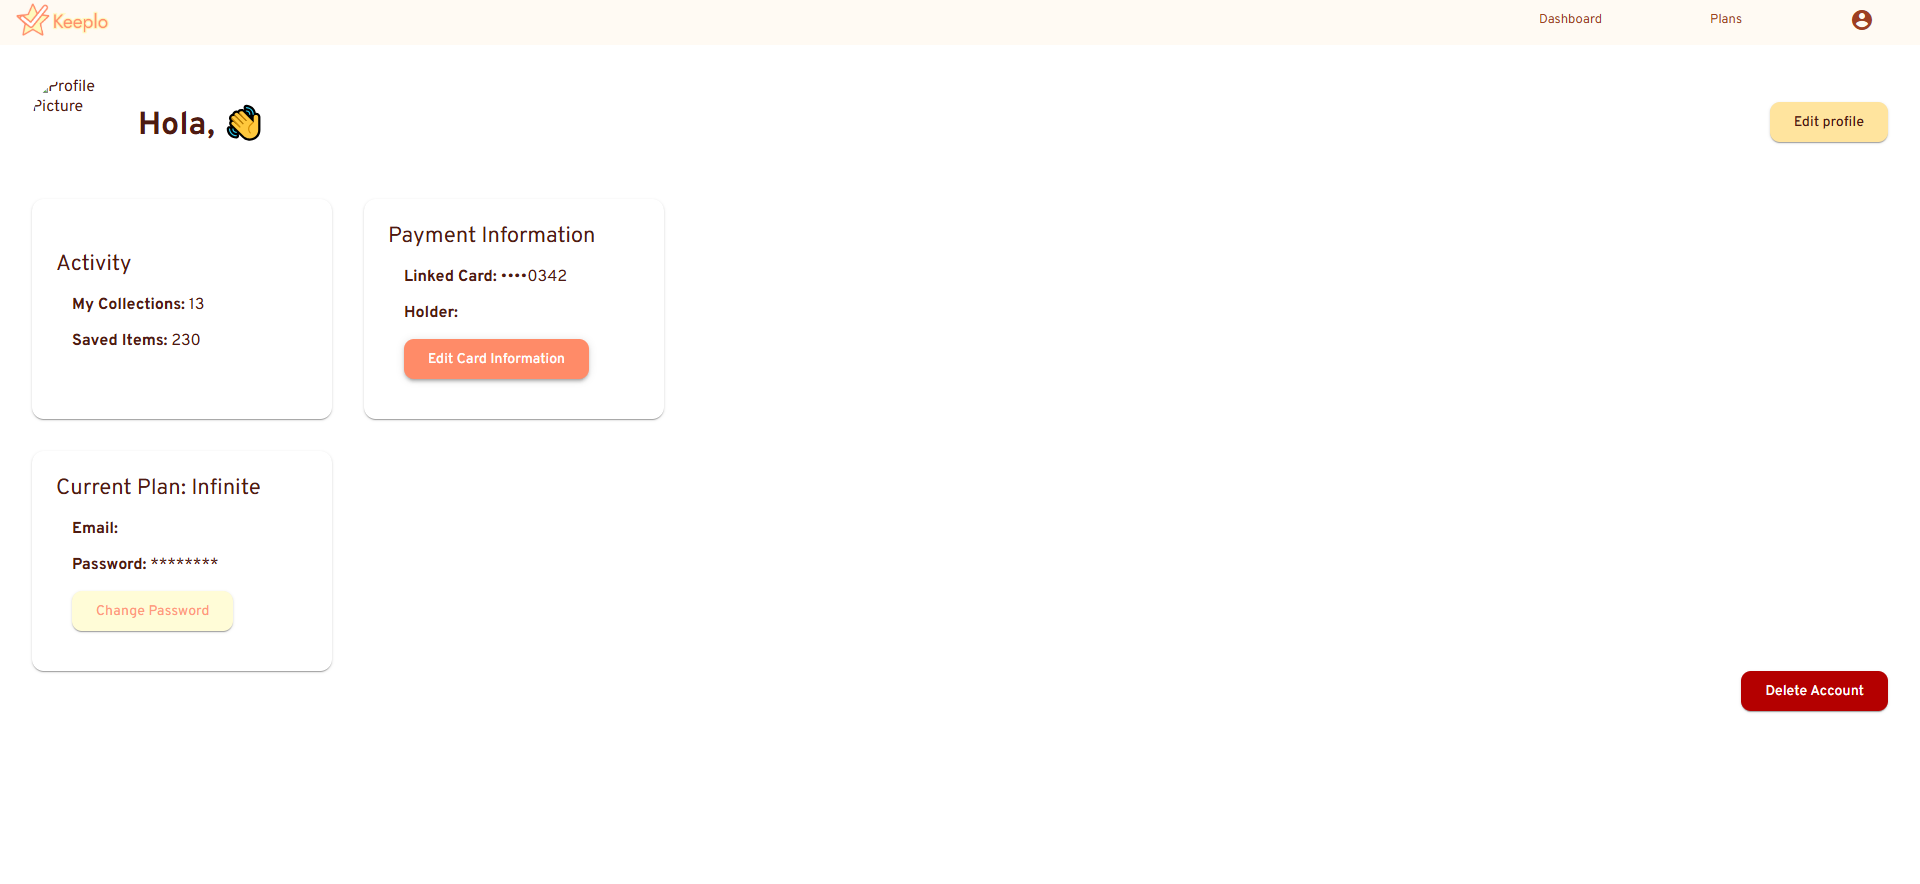 Keeplo
Dashboard
Plans
Profile
Picture
Hola, 👋
Edit profile
Activity
My Collections: 13
Saved Items: 230
Payment Information
Linked Card: ••••0342
Holder:
Edit Card Information
Current Plan: Infinite
Email:
Password: ********
Change Password
Delete Account